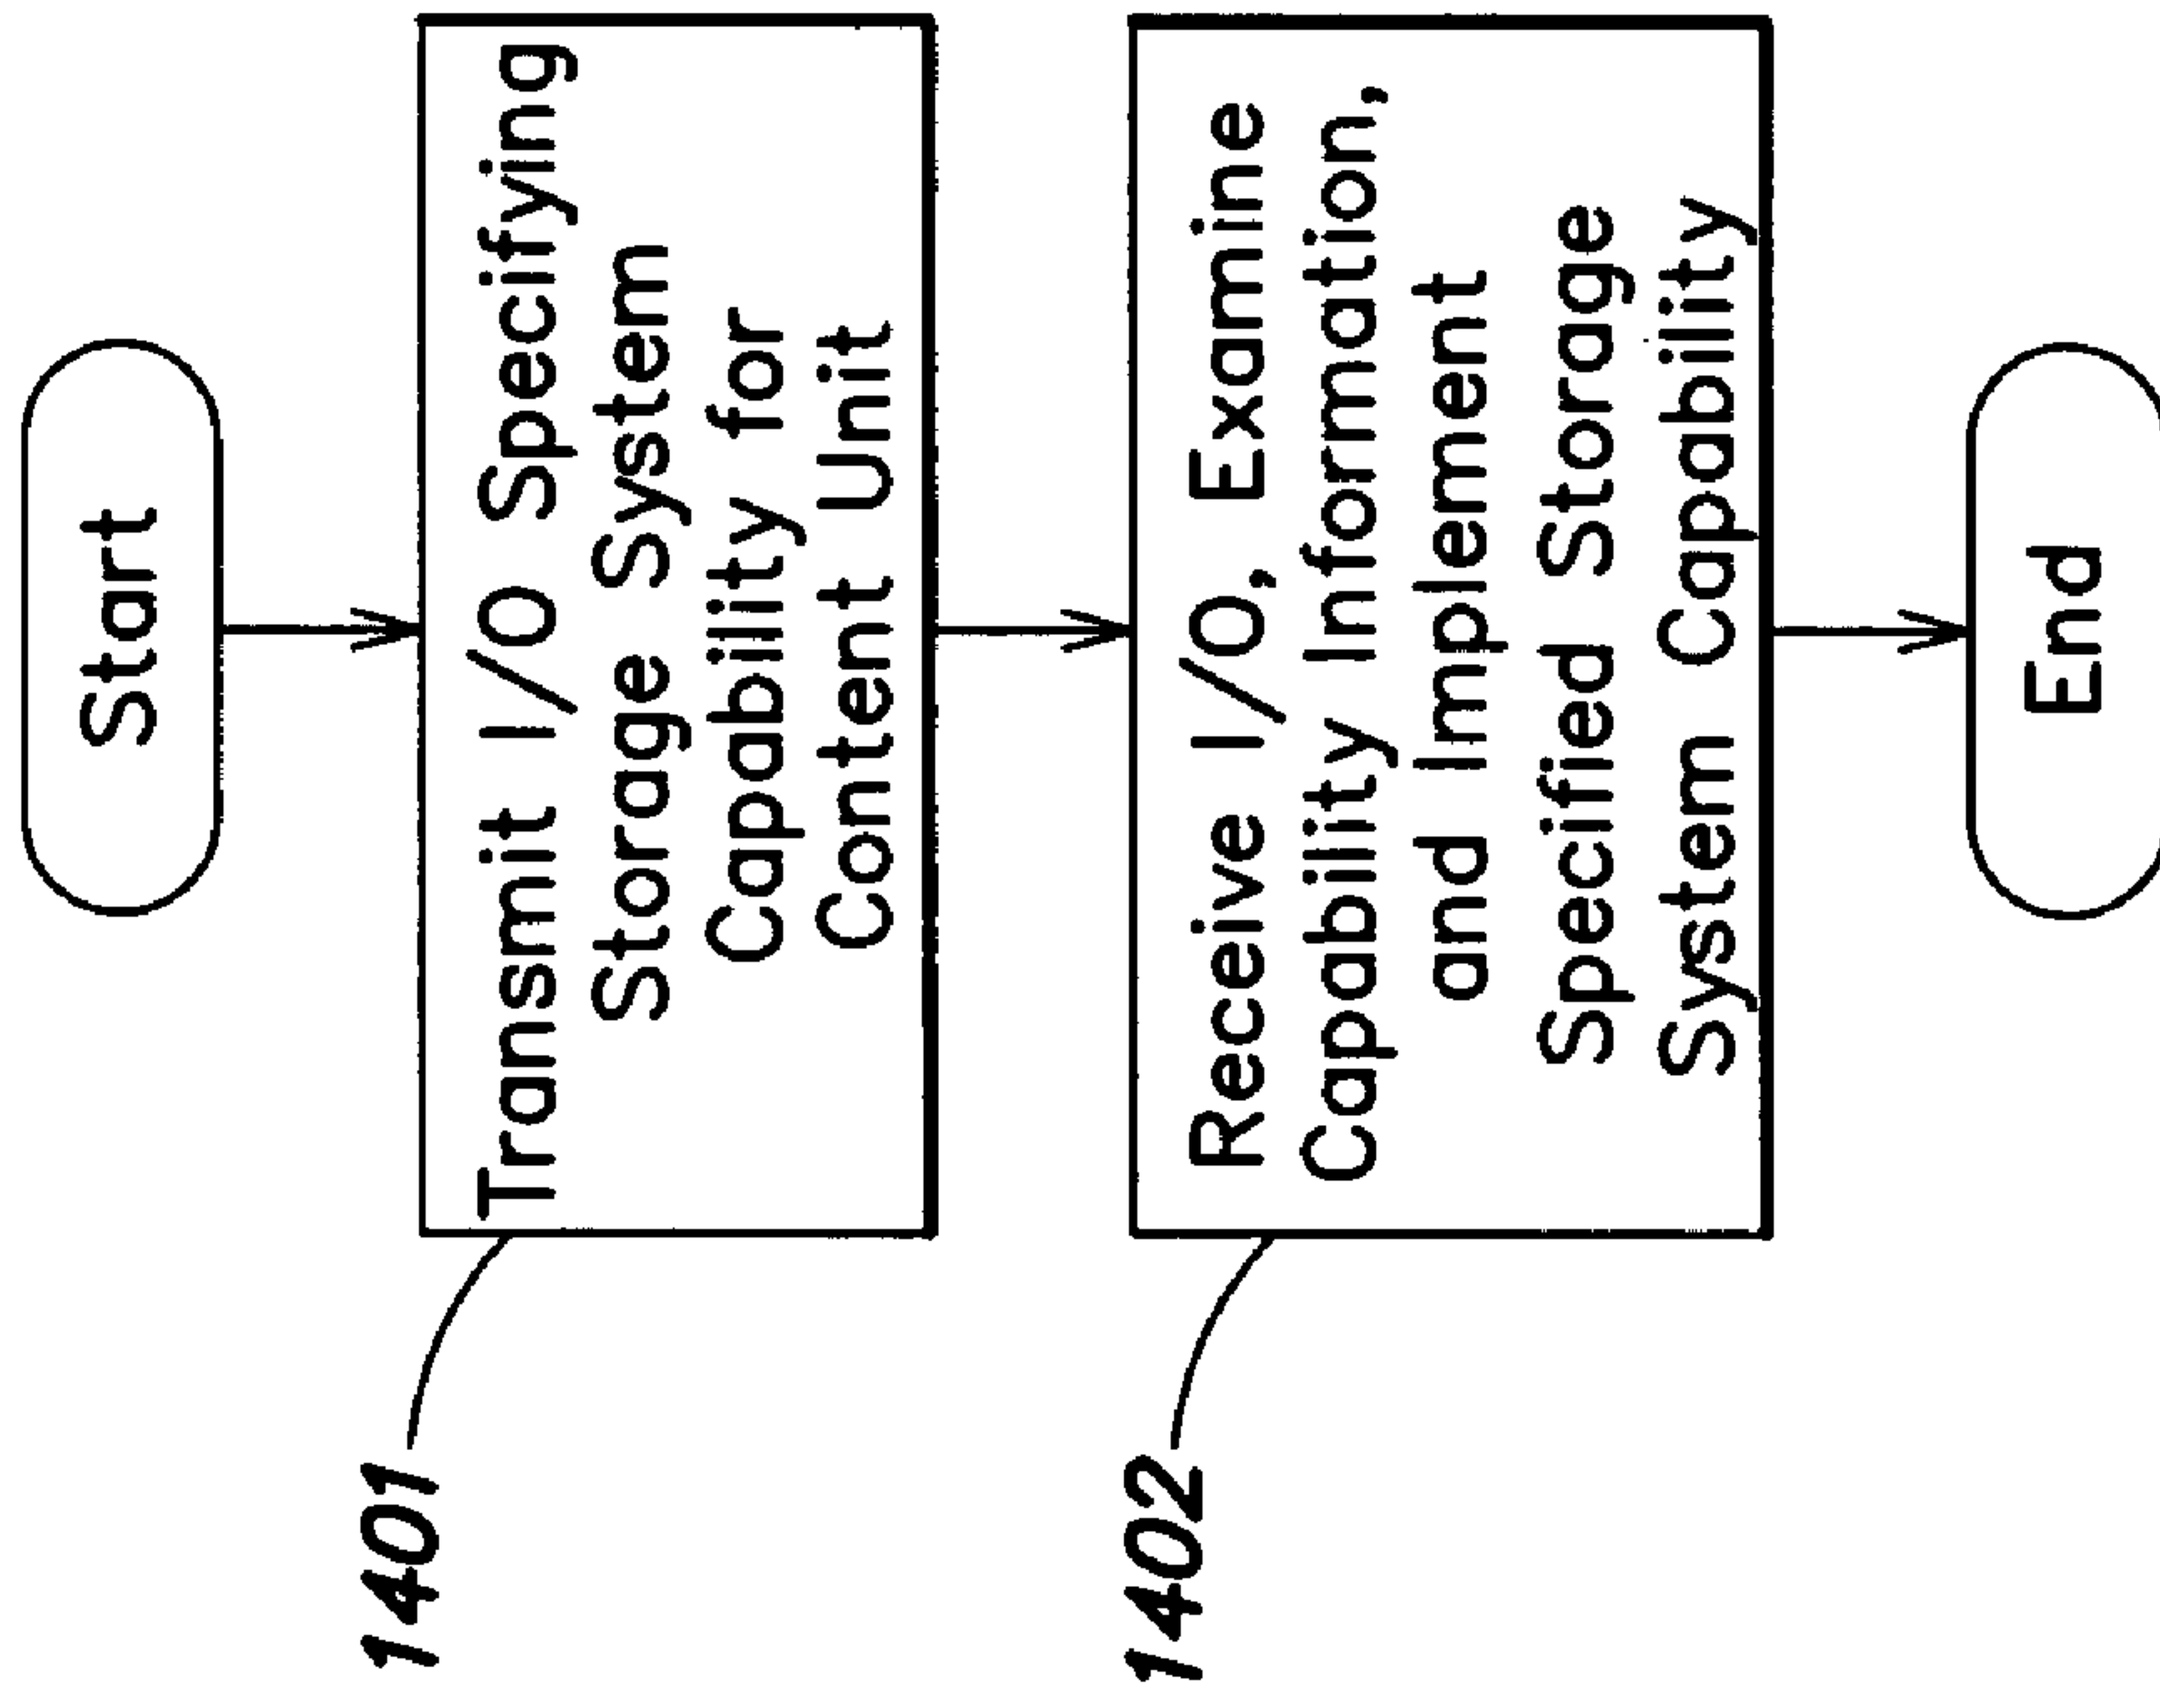 Start
1401
Transmit I/O Specifying
Storage System
Capability for
Content Unit
1402
Receive I/O, Examine
Capability Information,
and Implement
Specified Storage
System Capability
End